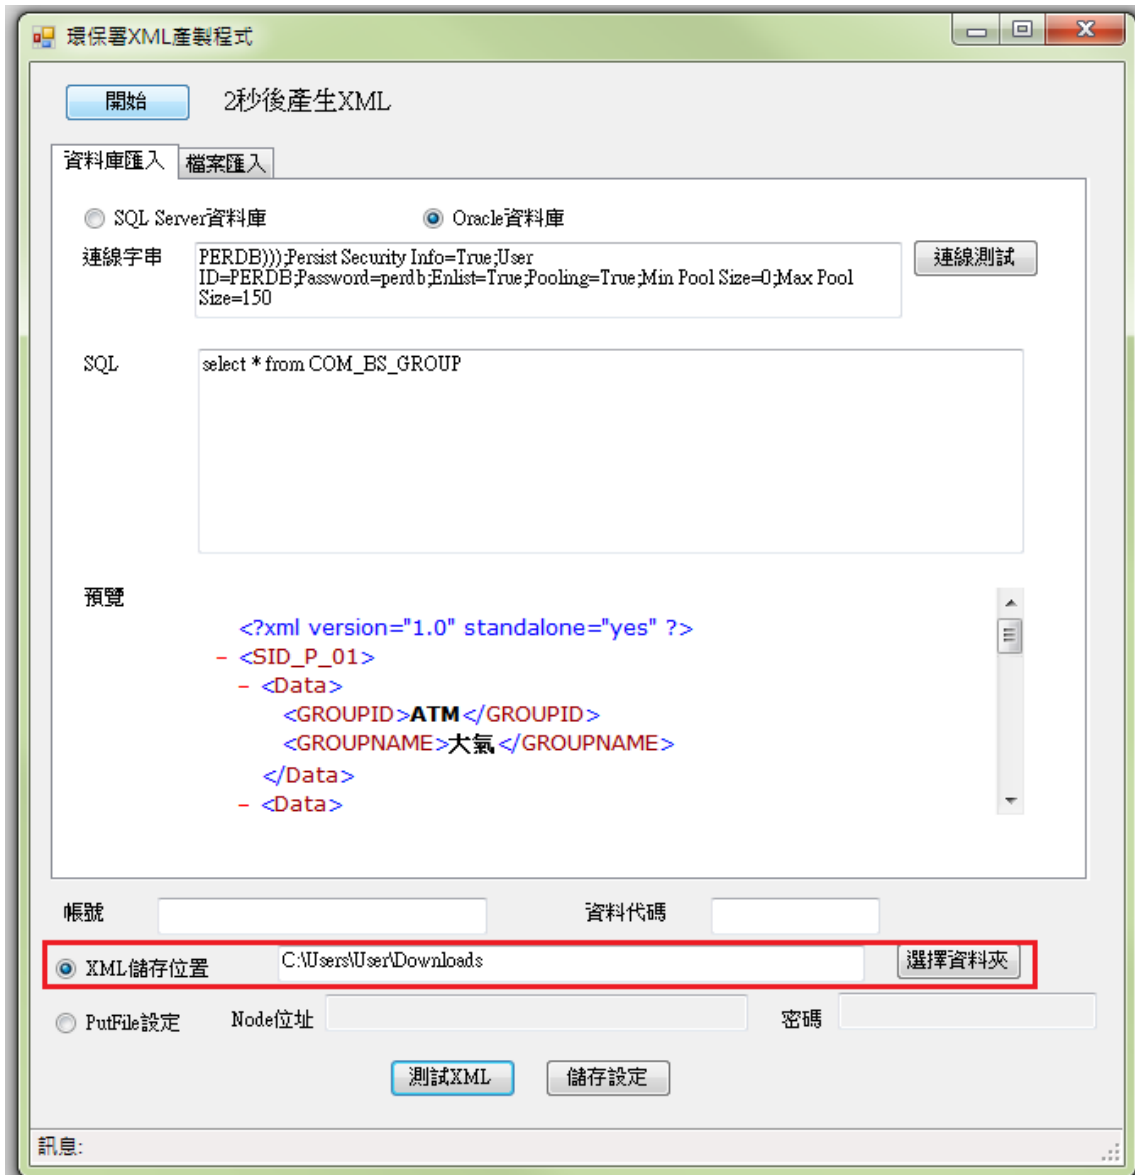 環保署XML產製程式
開始 2秒後產生XML
資料庫匯入 檔案匯入
SQL Server資料庫 Oracle資料庫
連線字串 PERDB)));Persist Security Info=True;User 連線測試
ID=PERDB;Password=perdb;Enlist=True;Pooling=True;Min Pool Size=0;Max Pool
Size=150
SQL select * from COM_BS_GROUP
預覽
<?xml version="1.0" standalone="yes" ?>
- <SID_P_01>
- <Data>
<GROUPID>ATM</GROUPID>
<GROUPNAME>大氣</GROUPNAME>
</Data>
- <Data>
帳號 資料代碼
XML儲存位置 C:\Users\User\Downloads 選擇資料夾
PutFile設定 Node位址 密碼
測試XML 儲存設定
訊息: